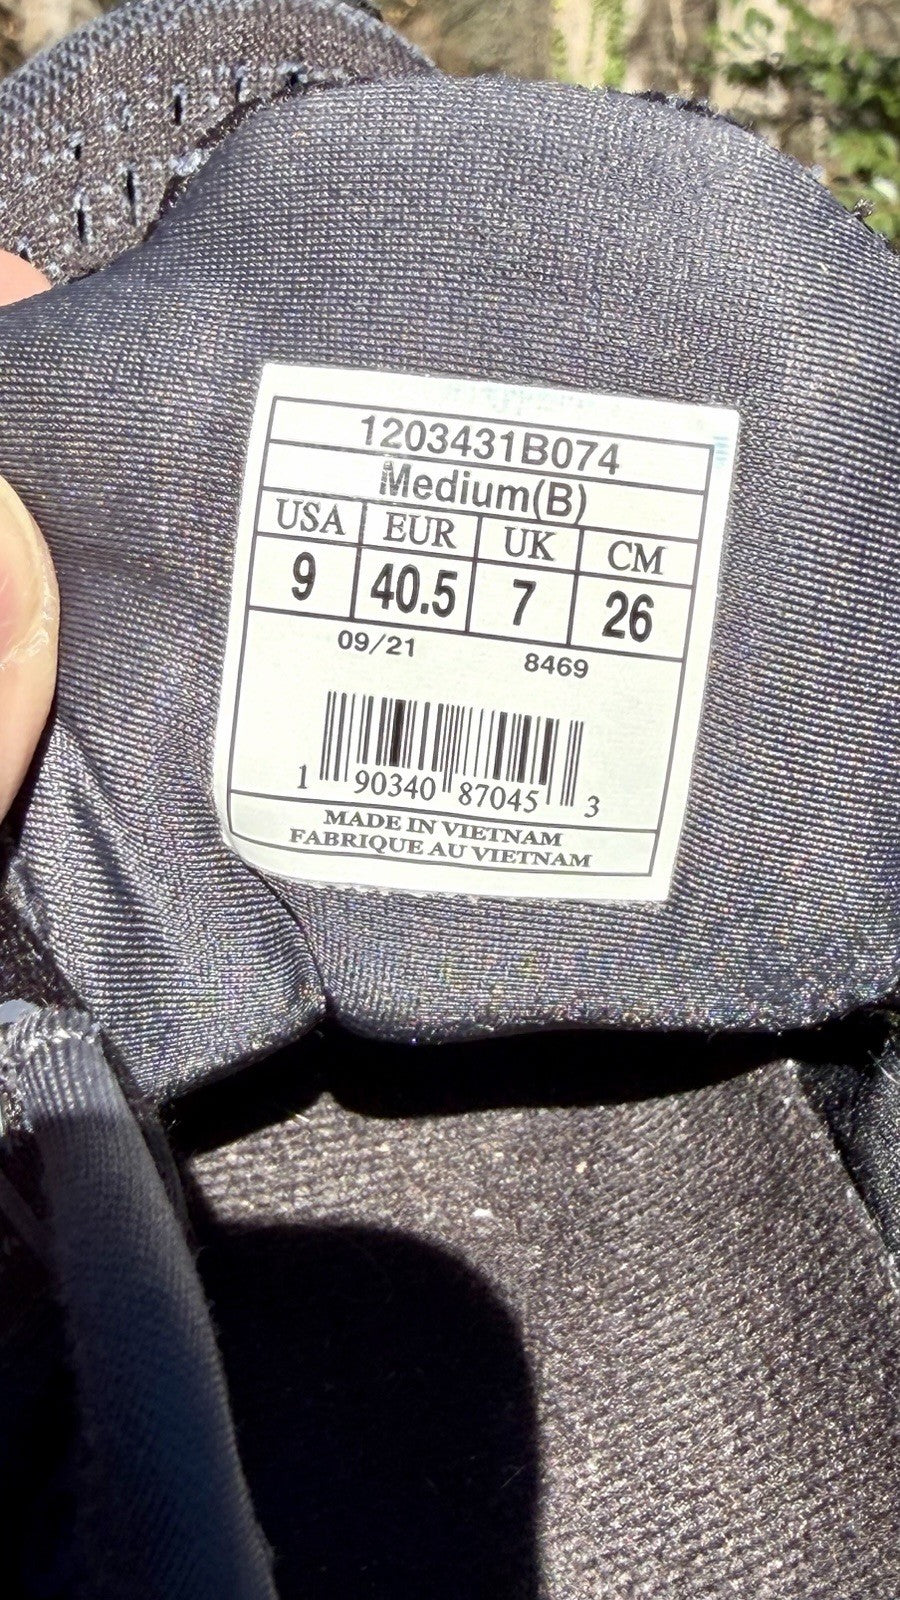 1203431B074
Medium(B)
USA EUR UK CM
9 40.5 7 26
09/21 8469
1 90340 87045 3
MADE IN VIETNAM
FABRIQUE AU VIETNAM